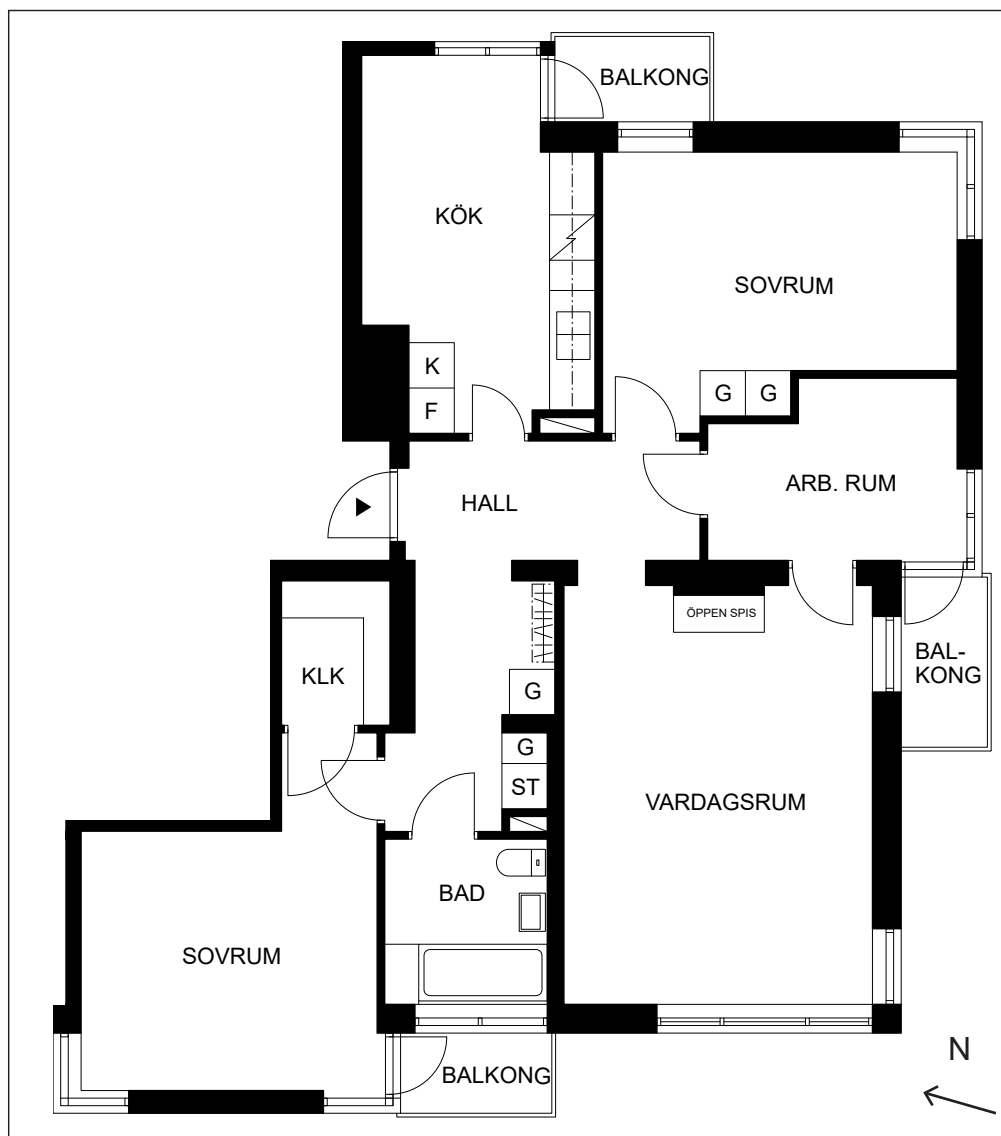 BALKONG
KÖK
SOVRUM
K
F
G G
ARB. RUM
HALL
ÖPPEN SPIS
BAL-
KONG
KLK
G
G
ST
VARDAGSRUM
BAD
SOVRUM
BALKONG
N